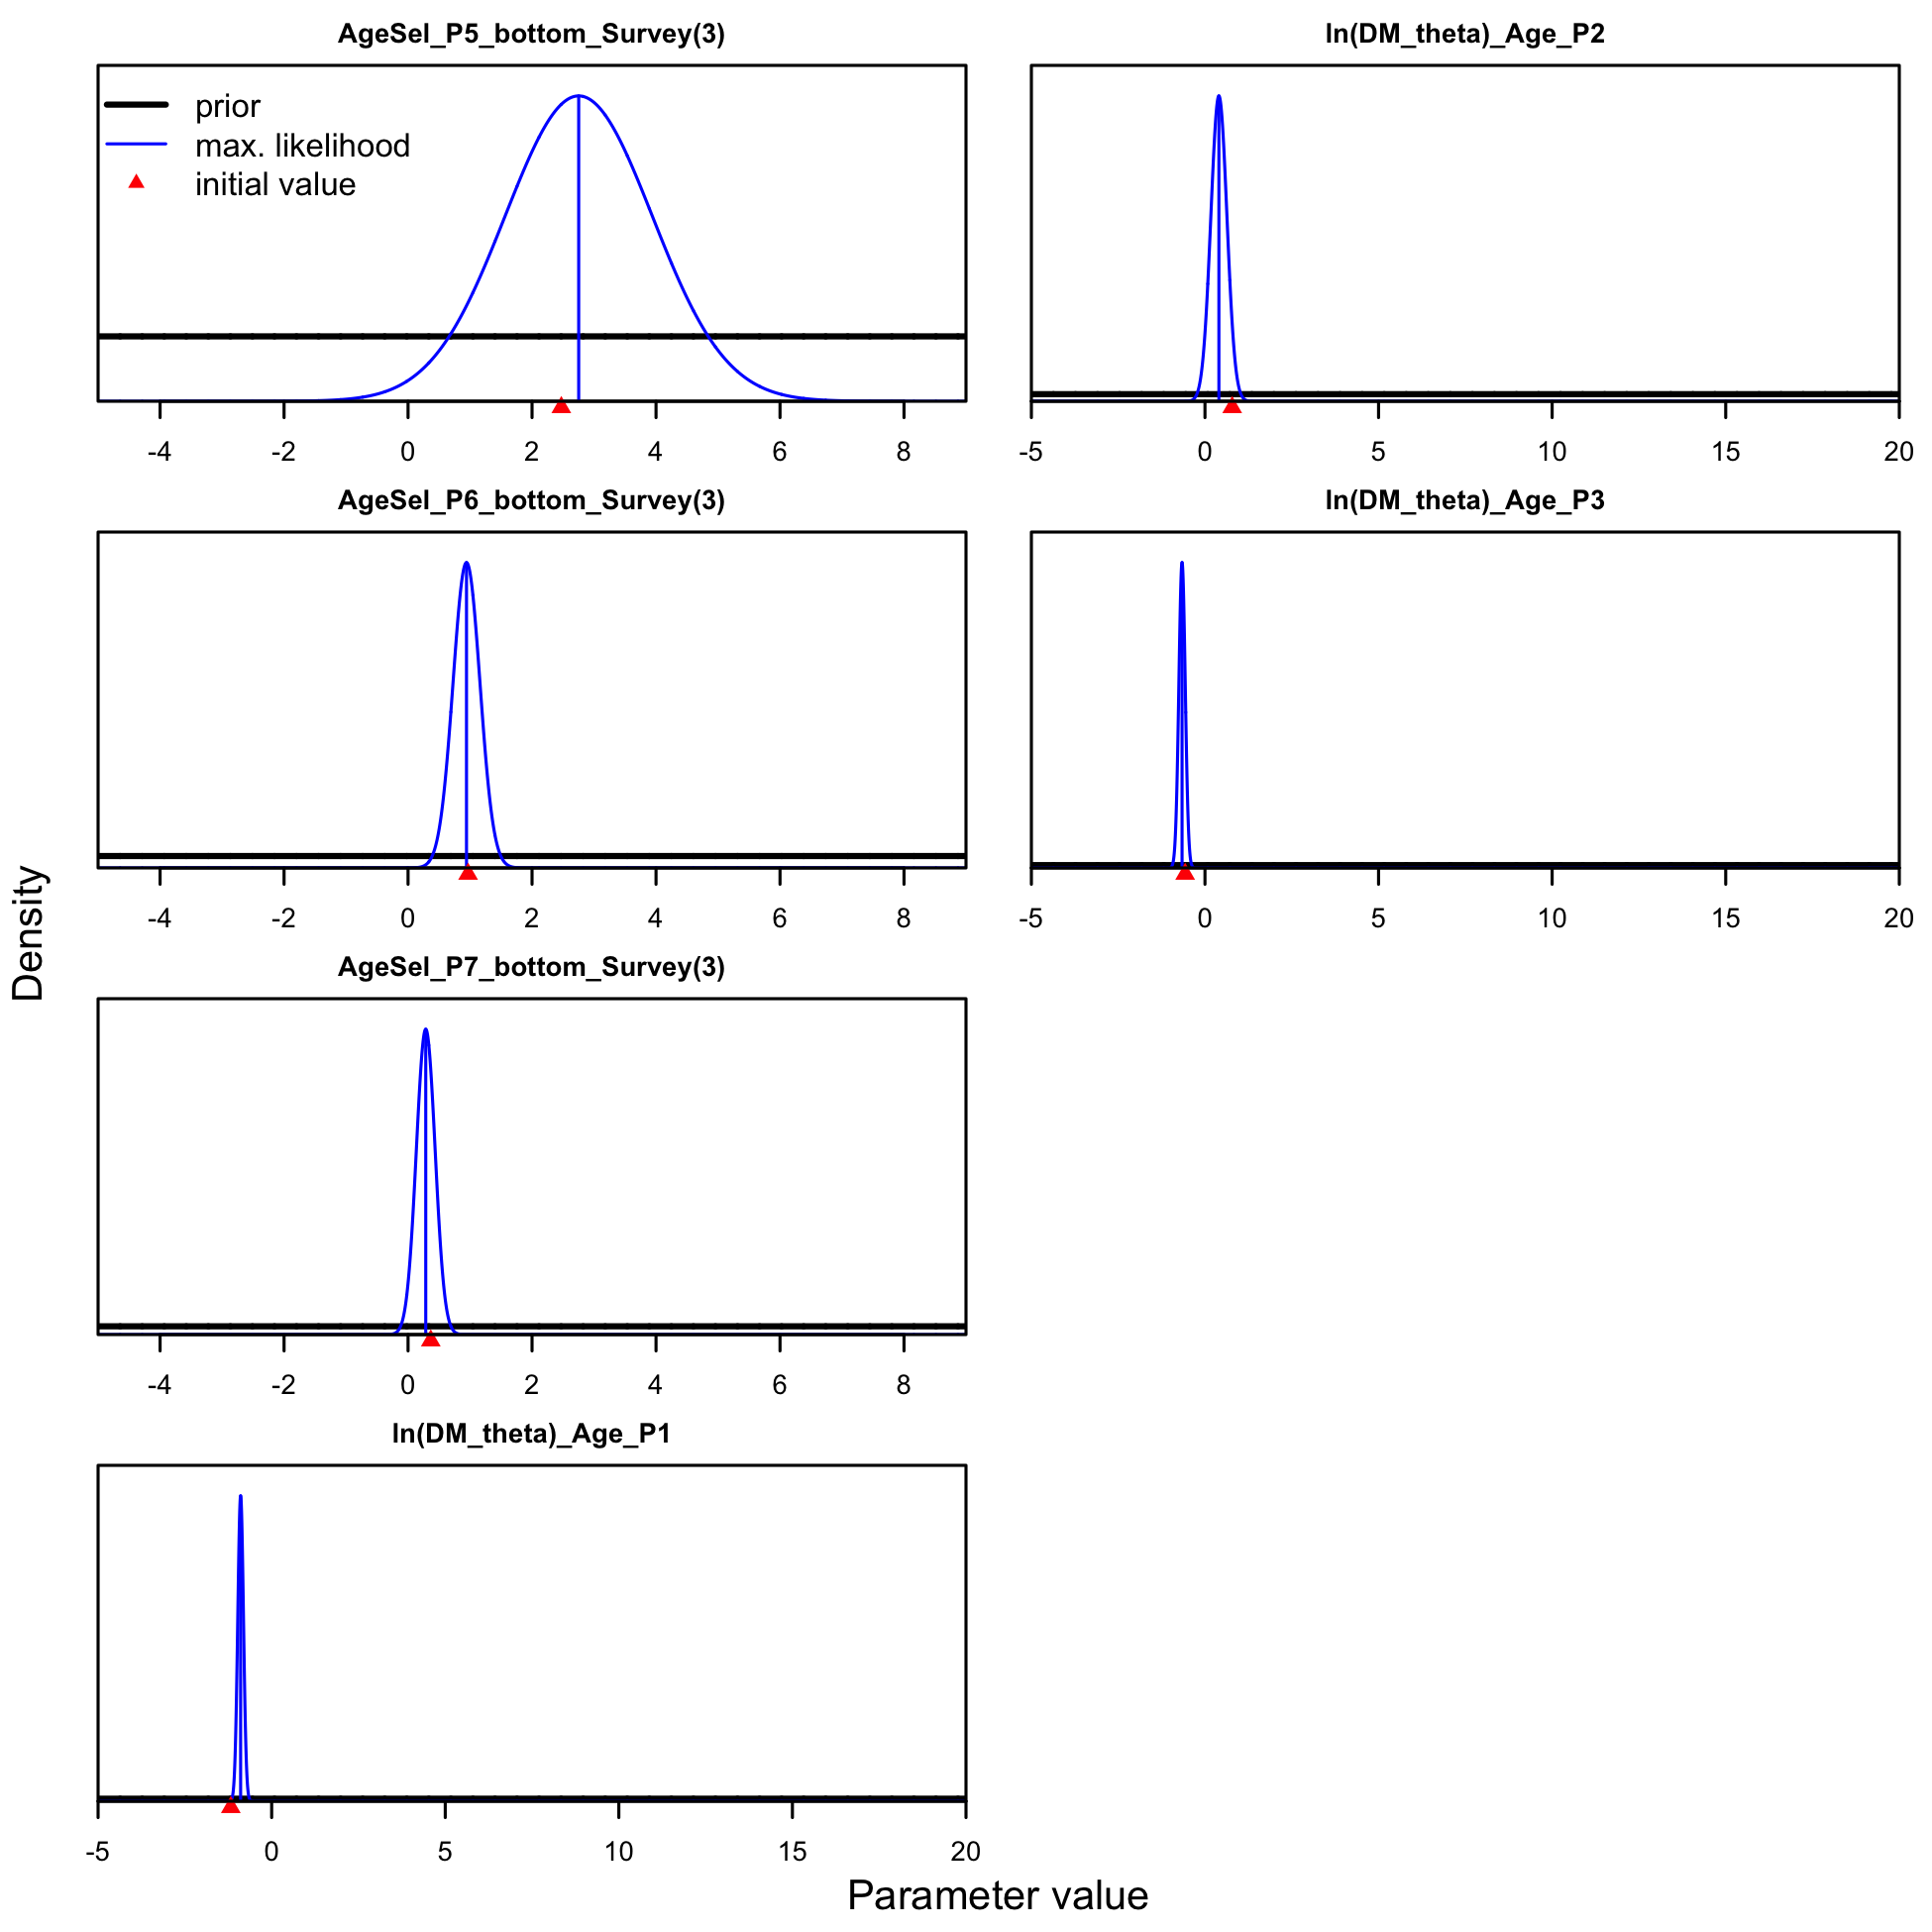 AgeSel_P5_bottom_Survey(3)
prior
max. likelihood
initial value
-4 -2 0 2 4 6 8
ln(DM_theta)_Age_P2
-5 0 5 10 15 20
AgeSel_P6_bottom_Survey(3)
-4 -2 0 2 4 6 8
ln(DM_theta)_Age_P3
-5 0 5 10 15 20
AgeSel_P7_bottom_Survey(3)
-4 -2 0 2 4 6 8
ln(DM_theta)_Age_P1
-5 0 5 10 15 20
Density
Parameter value